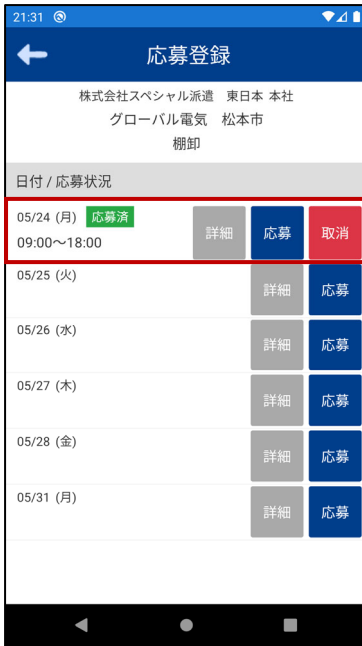 21:31
応募登録
株式会社スペシャル派遣　東日本 本社
グローバル電気　松本市
棚卸
日付 / 応募状況
05/24 (月) 応募済
09:00～18:00
詳細 応募 取消
05/25 (火)
詳細 応募
05/26 (水)
詳細 応募
05/27 (木)
詳細 応募
05/28 (金)
詳細 応募
05/31 (月)
詳細 応募